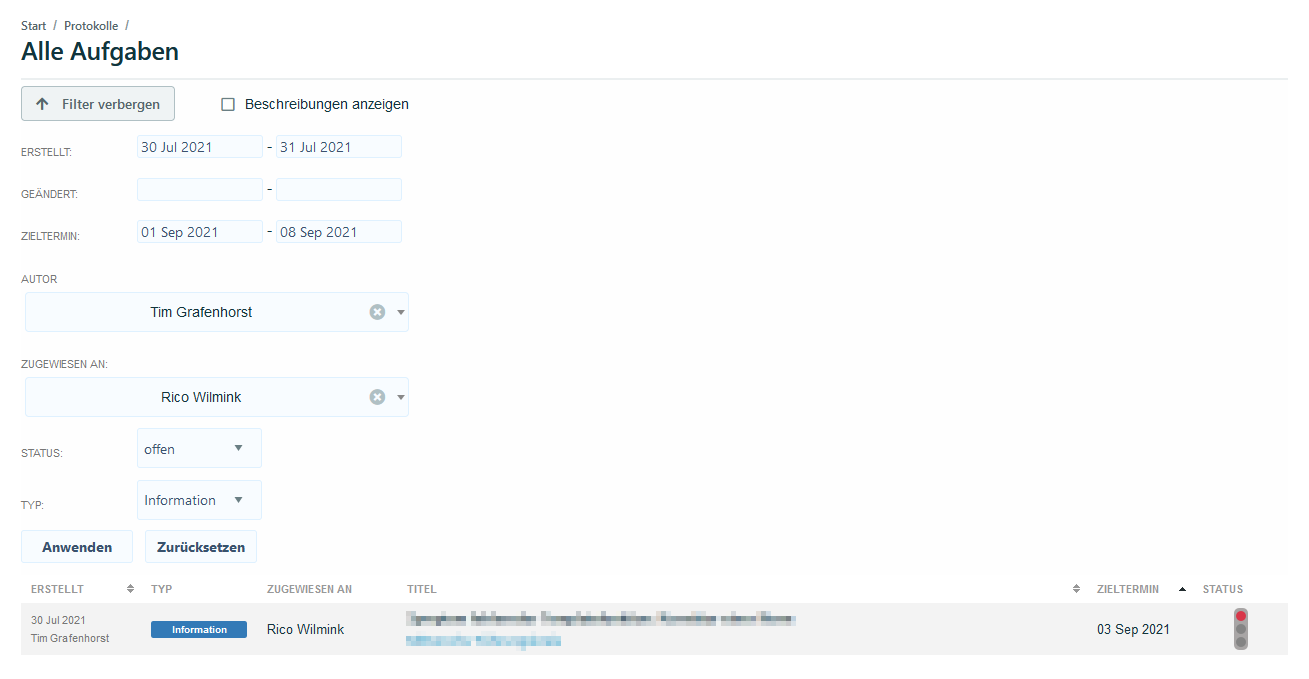 Start / Protokolle /
Alle Aufgaben
Filter verbergen
Beschreibungen anzeigen
ERSTELLT: 30 Jul 2021 - 31 Jul 2021
GEÄNDERT: -
ZIELTERMIN: 01 Sep 2021 - 08 Sep 2021
AUTOR
Tim Grafenhorst
ZUGEWIESEN AN:
Rico Wilmink
STATUS: offen
TYP: Information
Anwenden Zurücksetzen
ERSTELLT TYP ZUGEWIESEN AN TITEL ZIELTERMIN STATUS
30 Jul 2021
Tim Grafenhorst
Information Rico Wilmink 03 Sep 2021